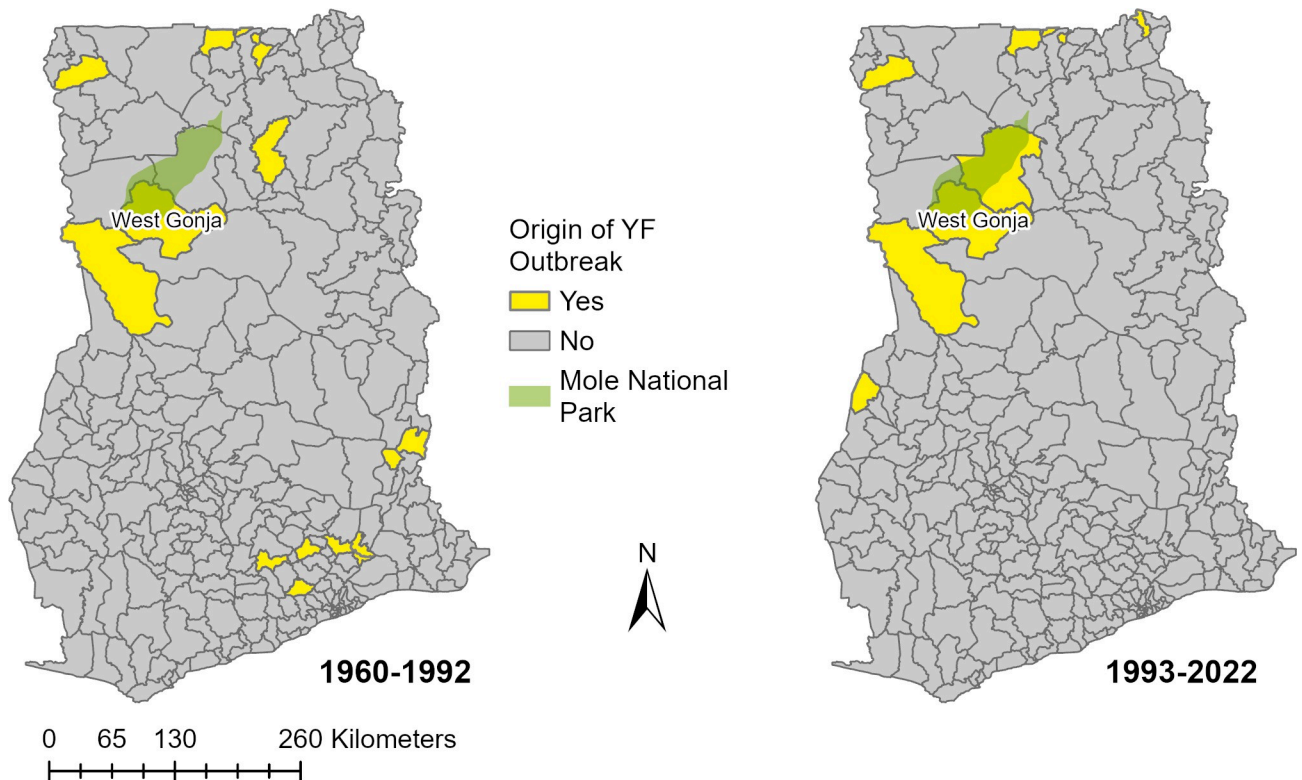 West Gonja
Origin of YF
Outbreak
Yes
No
Mole National
Park
West Gonja
N
1960-1992
1993-2022
0 65 130 260 Kilometers